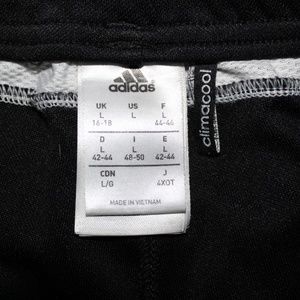 adidas
UK US F
L L L
16-18 44-46
D I E
L L L
42-44 48-50 42-44
CDN J
L/G 4XOT
MADE IN VIETNAM
climacool